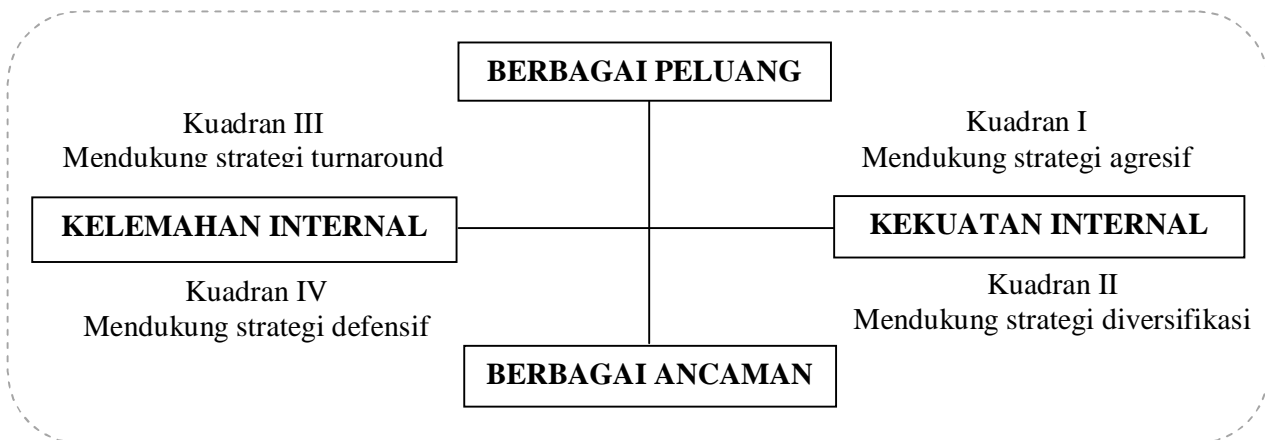 BERBAGAI PELUANG
Kuadran III
Mendukung strategi turnaround
Kuadran I
Mendukung strategi agresif
KELEMAHAN INTERNAL
KEKUATAN INTERNAL
Kuadran IV
Mendukung strategi defensif
Kuadran II
Mendukung strategi diversifikasi
BERBAGAI ANCAMAN